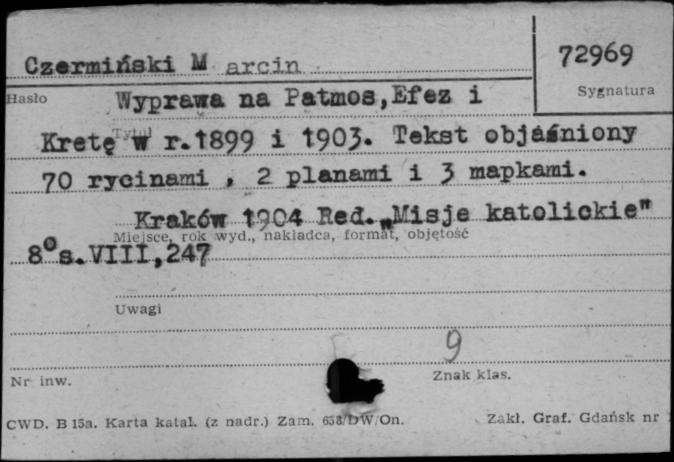 Czermiński Marcin
72969
Hasło
Sygnatura
Wyprawa na Patmos, Efez i
Tytuł
Kretę w r.1899 i 1903. Tekst objaśniony
70 rycinami , 2 planami i 3 mapkami.
Kraków 1904 Red. „Misje katolickie"
Miejsce, rok wyd., nakładca, format, objętość
8° s. VIII, 247
Uwagi
9
Nr inw.
Znak klas.
CWD. B 15a. Karta katal. (z nadr.) Zam. 658/DW/On.
Zakł. Graf. Gdańsk nr